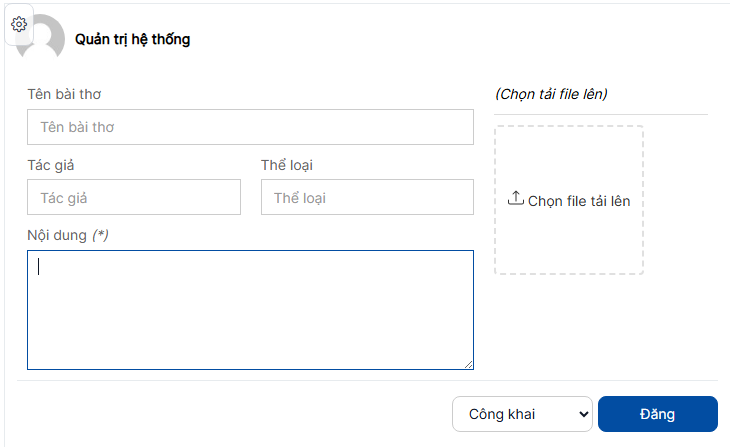 Quản trị hệ thống
Tên bài thơ
(Chọn tải file lên)
Tên bài thơ
Tác giả
Thể loại
Tác giả
Thể loại
Chọn file tải lên
Nội dung (*)
Công khai
Đăng